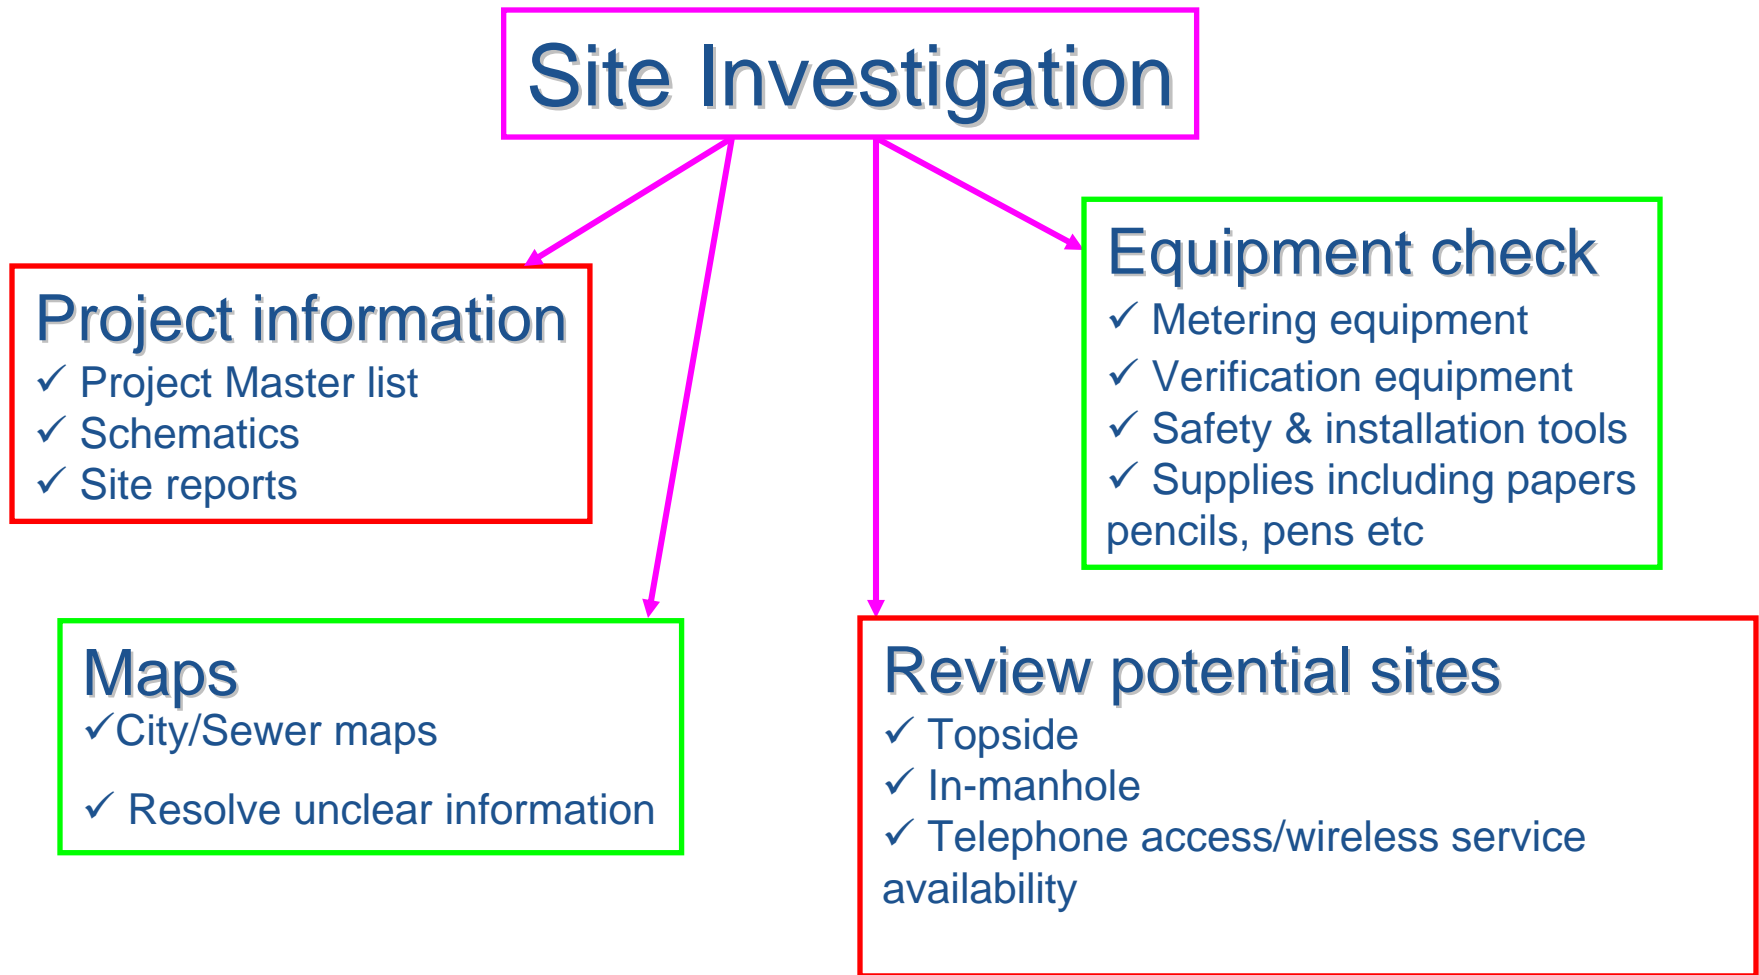 Site Investigation
Project information
✓ Project Master list
✓ Schematics
✓ Site reports
Equipment check
✓ Metering equipment
✓ Verification equipment
✓ Safety & installation tools
✓ Supplies including papers
pencils, pens etc
Maps
✓City/Sewer maps
✓ Resolve unclear information
Review potential sites
✓ Topside
✓ In-manhole
✓ Telephone access/wireless service
availability